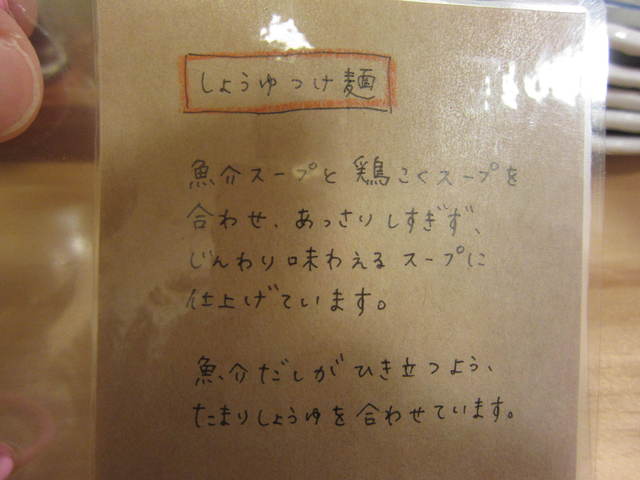 しょうゆつけ麺
魚介スープと鶏こくスープを
合わせ、あっさりしすぎず、
じんわり味わえるスープに
仕上げています。
魚介だしがひき立つよう、
たまりしょうゆを合わせています。